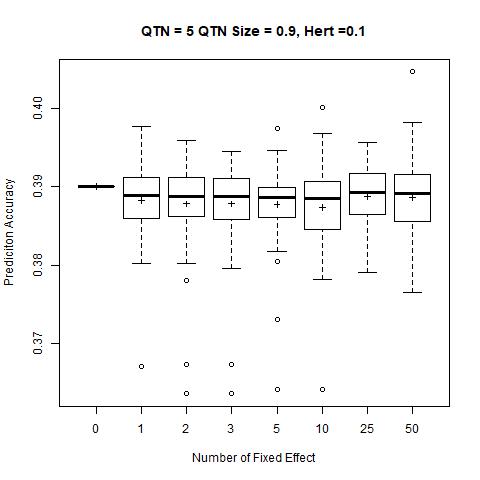 QTN = 5 QTN Size = 0.9, Hert =0.1
Prediciton Accuracy
0.40
0.39
0.38
0.37
0 1 2 3 5 10 25 50
Number of Fixed Effect